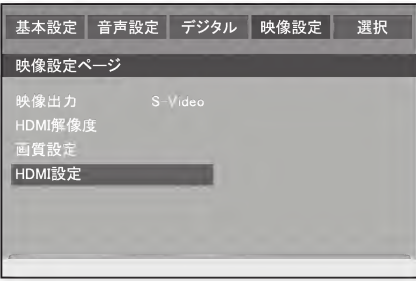 基本設定 音声設定 デジタル 映像設定 選択
映像設定ページ
映像出力 S-Video
HDMI解像度
画質設定
HDMI設定